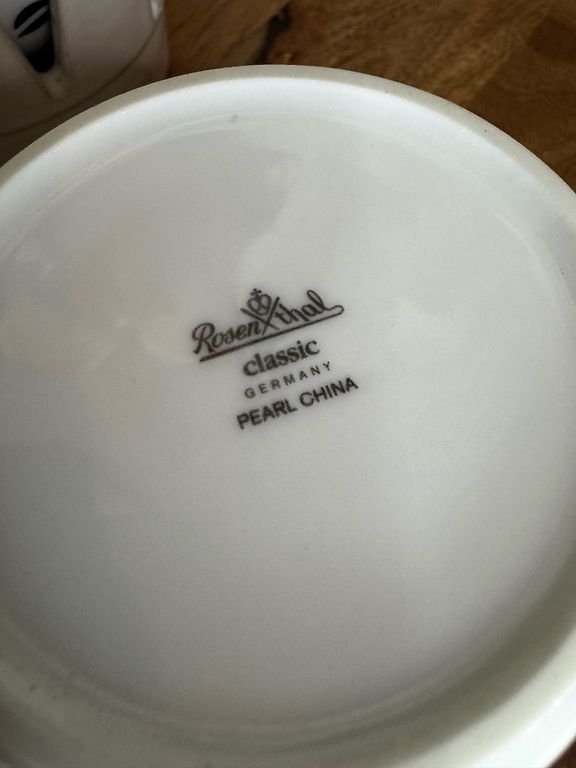 Rosenthal
classic
GERMANY
PEARL CHINA